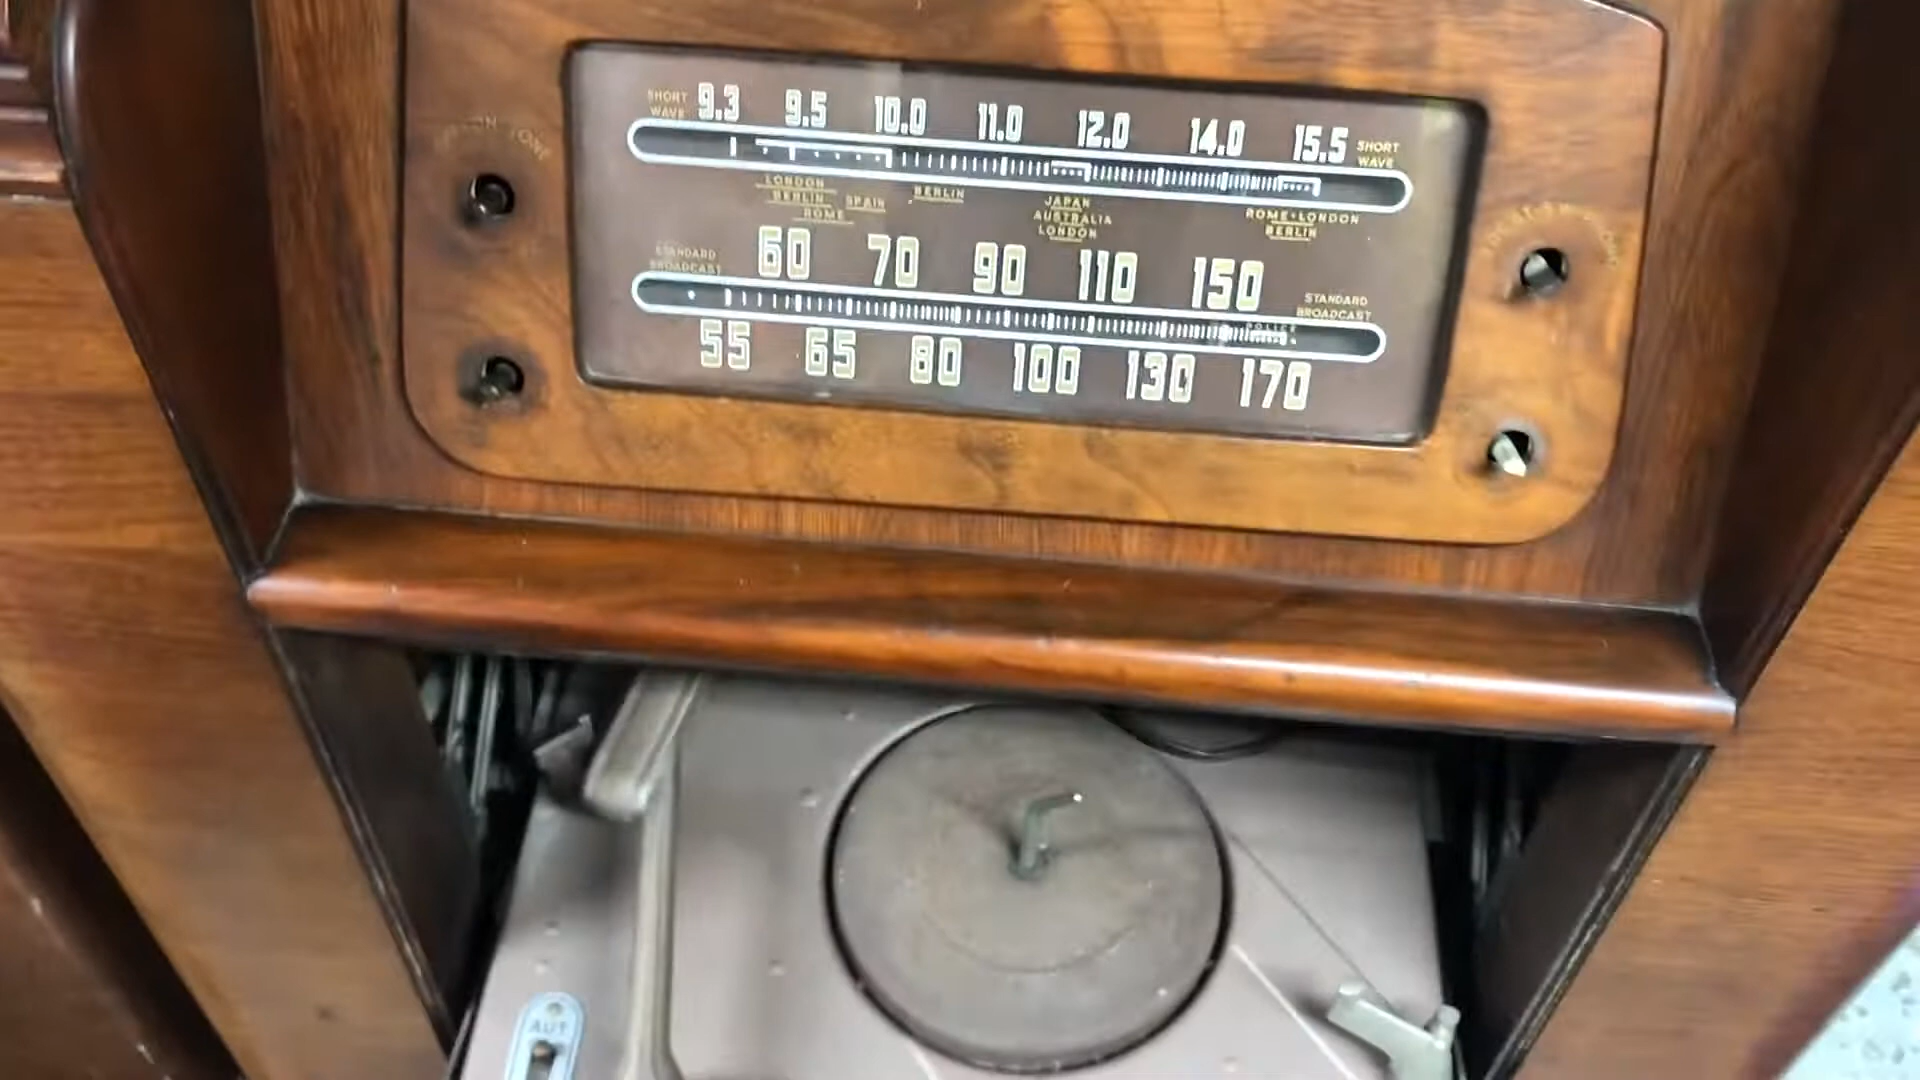 SHORT WAVE 9.3 9.5 10.0 11.0 12.0 14.0 15.5 SHORT WAVE
LONDON
BERLIN
ROME
SPAIN
BERLIN
JAPAN
AUSTRALIA
LONDON
ROME·LONDON
BERLIN
60 70 90 110 150
STANDARD BROADCAST
STANDARD BROADCAST
POLICE
55 65 80 100 130 170
AUT